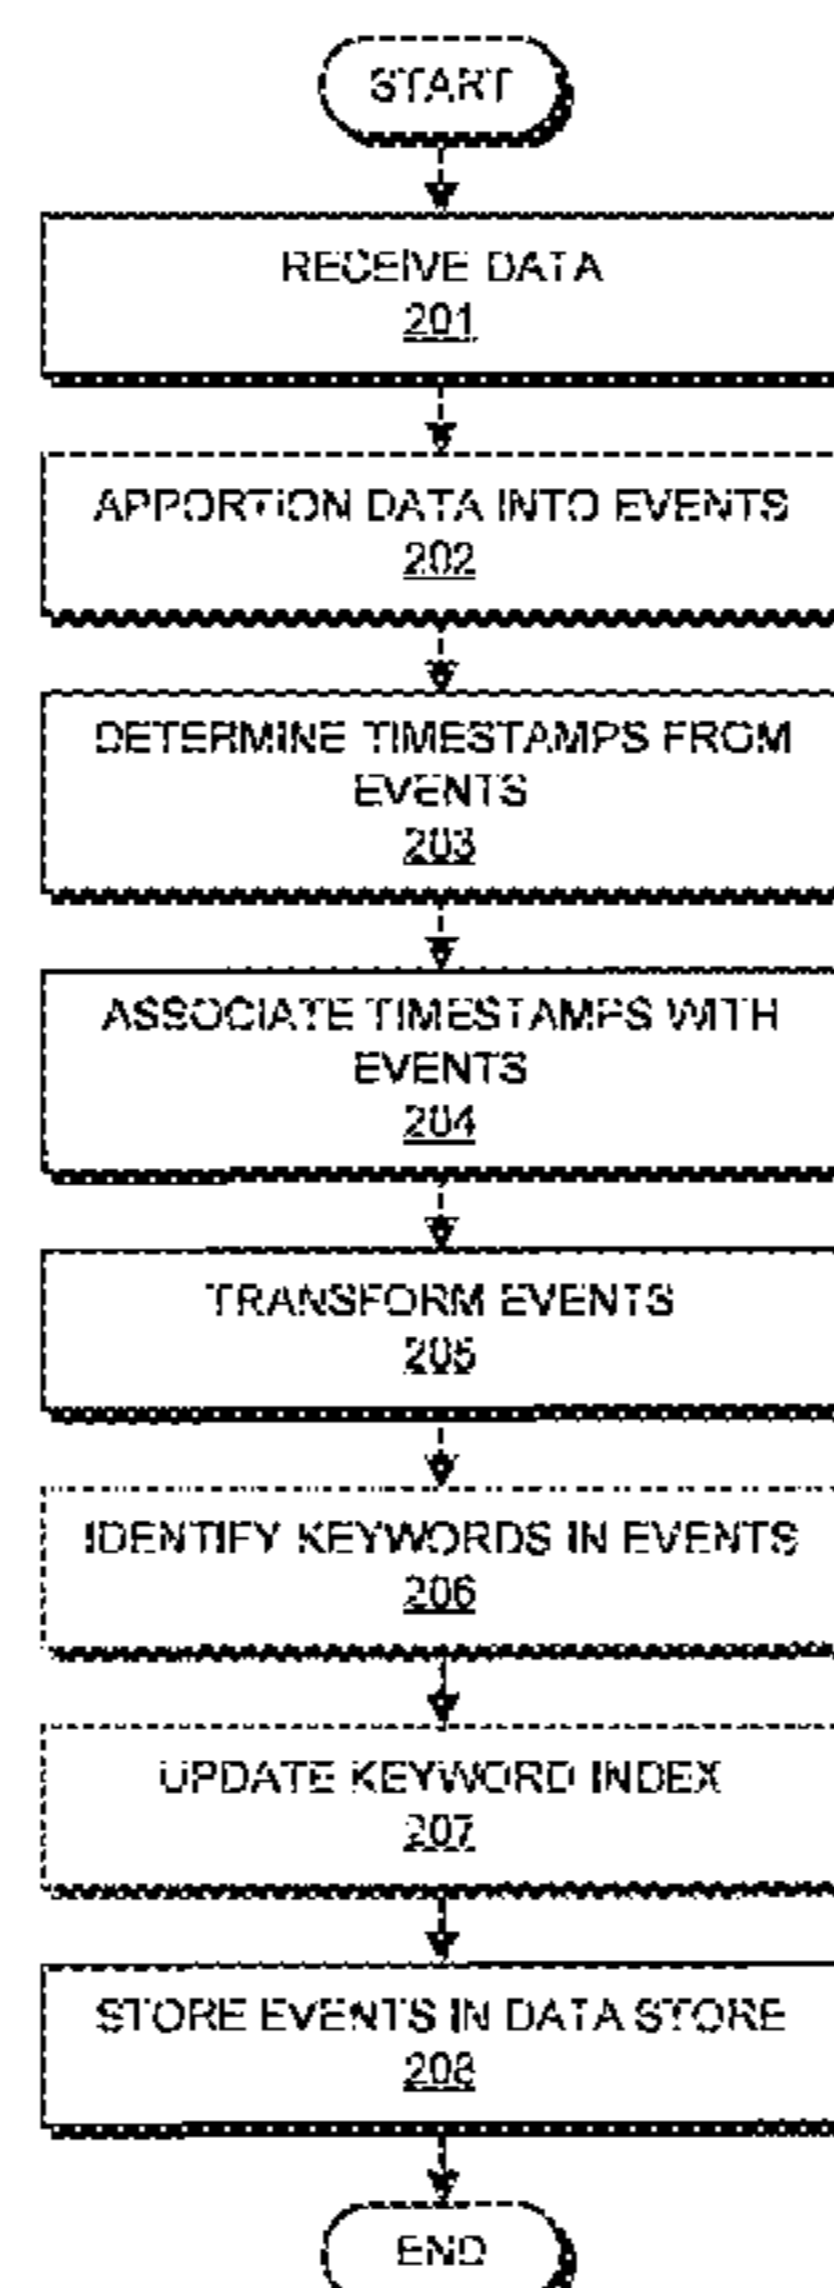 START
RECEIVE DATA
201
APPORTION DATA INTO EVENTS
202
DETERMINE TIMESTAMPS FROM
EVENTS
203
ASSOCIATE TIMESTAMPS WITH
EVENTS
204
TRANSFORM EVENTS
205
IDENTIFY KEYWORDS IN EVENTS
206
UPDATE KEYWORD INDEX
207
STORE EVENTS IN DATA STORE
208
END